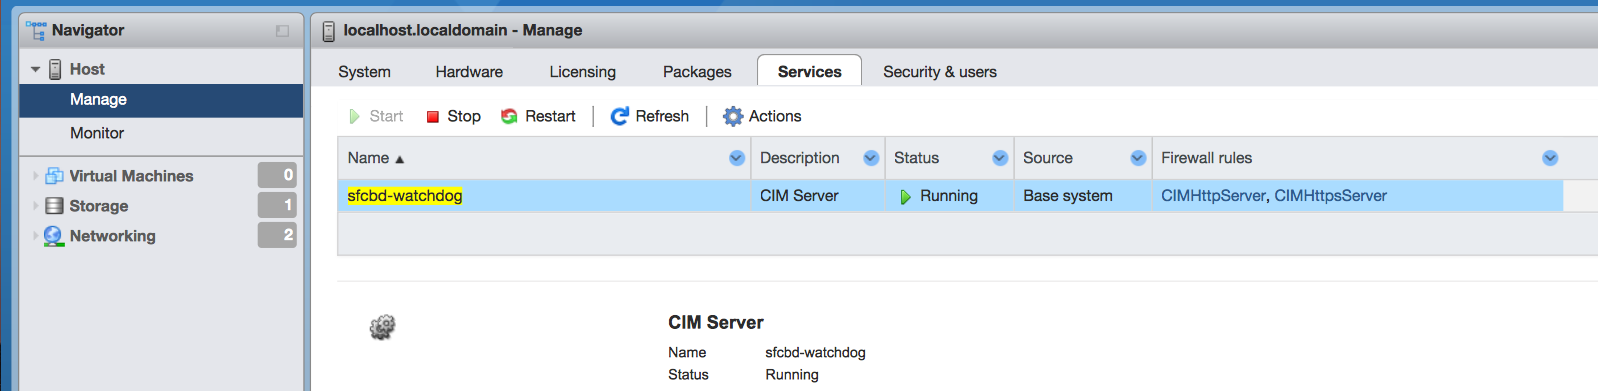 Navigator
Host
Manage
Monitor
Virtual Machines 0
Storage 1
Networking 2
localhost.localdomain - Manage
System Hardware Licensing Packages Services Security & users
Start Stop Restart Refresh Actions
Name Description Status Source Firewall rules
sfcbd-watchdog CIM Server Running Base system CIMHttpServer, CIMHttpsServer
CIM Server
Name sfcbd-watchdog
Status Running